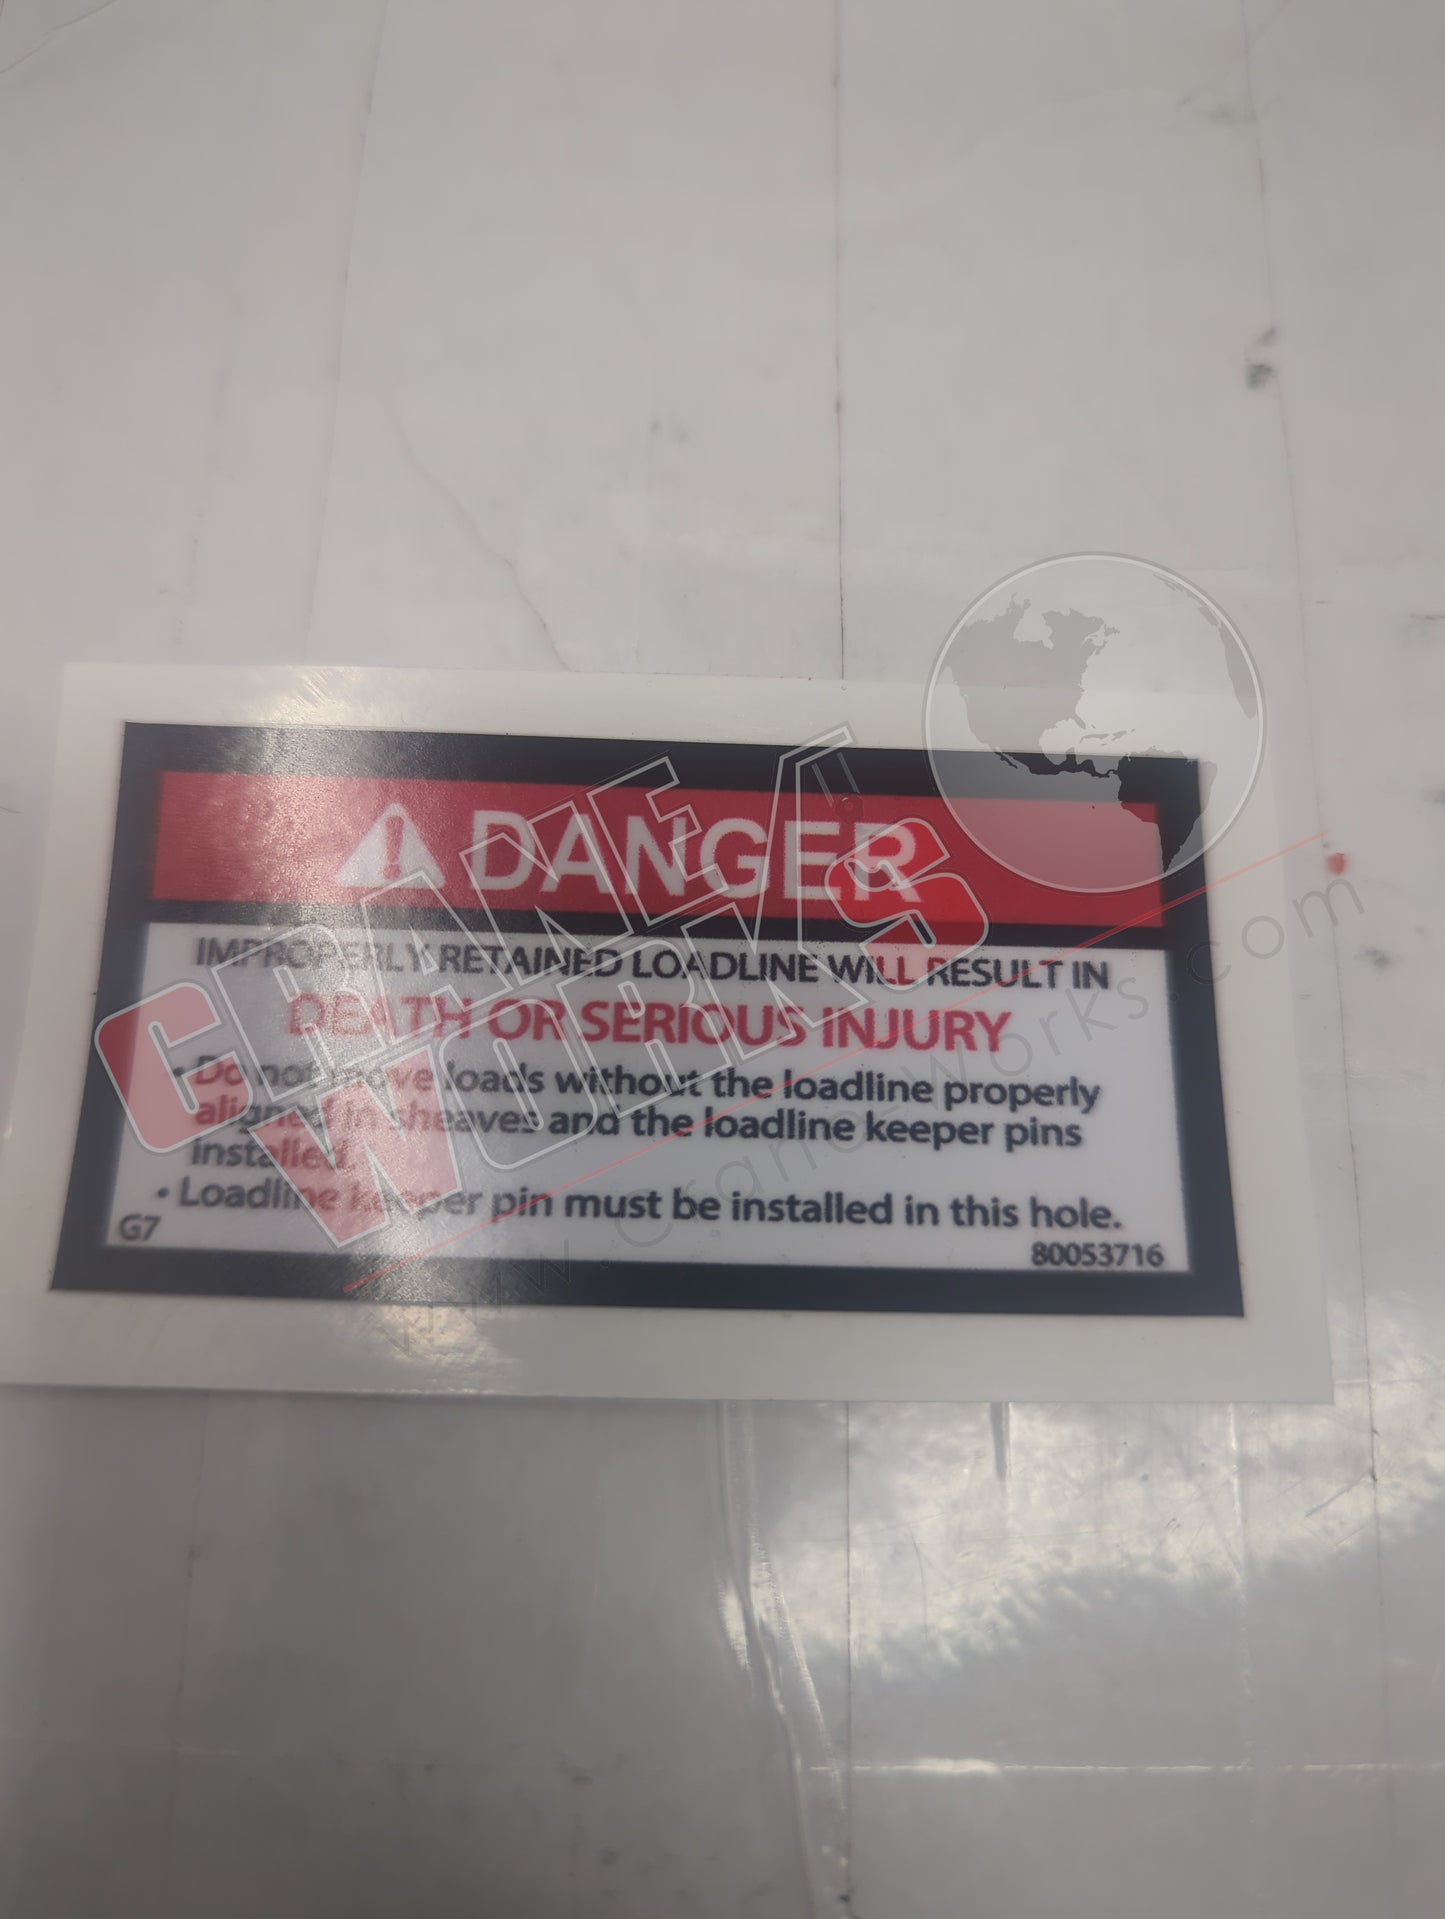 DANGER
IMPROPERLY RETAINED LOADLINE WILL RESULT IN
DEATH OR SERIOUS INJURY
• Do not move loads without the loadline properly
aligned in sheaves and the loadline keeper pins
installed.
• Loadline keeper pin must be installed in this hole.
G7
80053716
CRANE
WORKS
www.crane-works.com